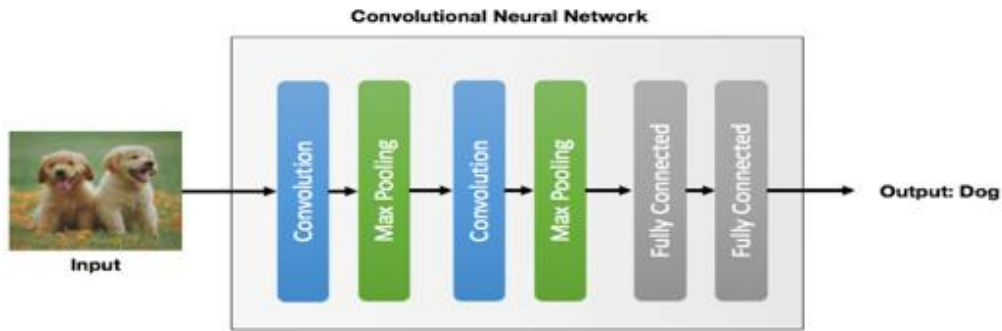 Convolutional Neural Network
Input
Convolution
Max Pooling
Convolution
Max Pooling
Fully Connected
Fully Connected
Output: Dog